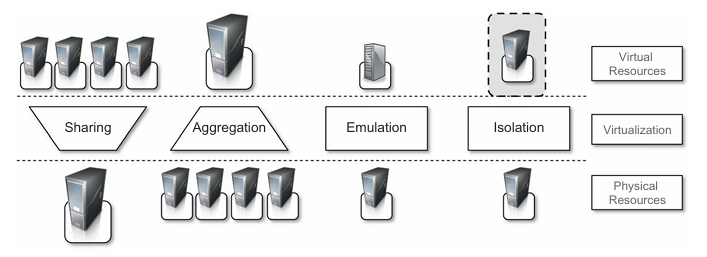 Virtual
Resources
Sharing
Aggregation
Emulation
Isolation
Virtualization
Physical
Resources